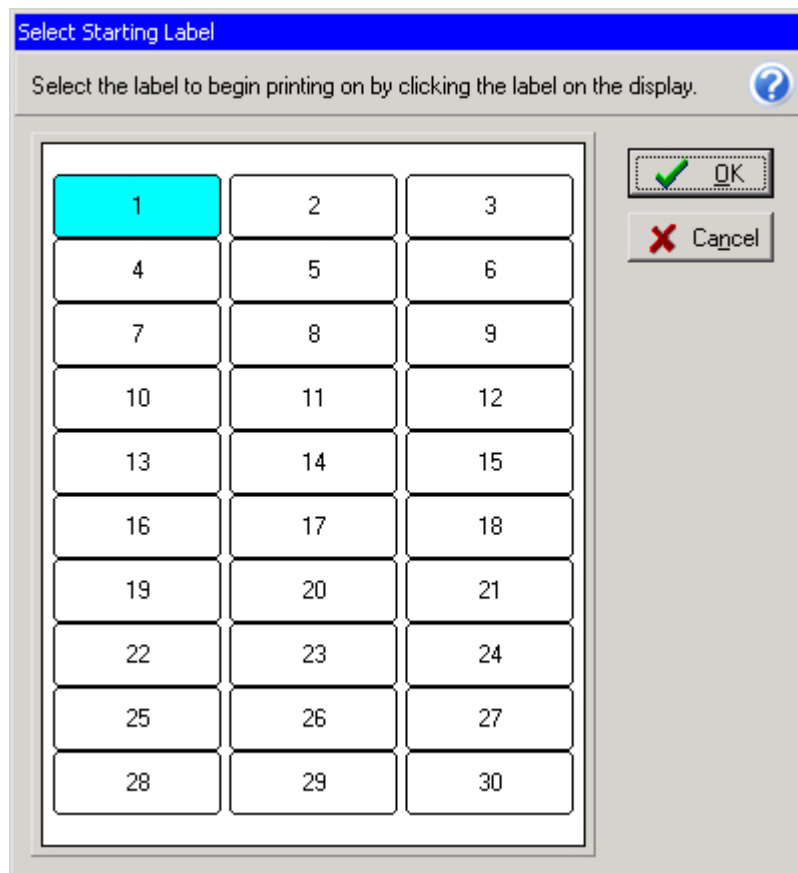 Select Starting Label
Select the label to begin printing on by clicking the label on the display.
OK
Cancel
1 2 3
4 5 6
7 8 9
10 11 12
13 14 15
16 17 18
19 20 21
22 23 24
25 26 27
28 29 30